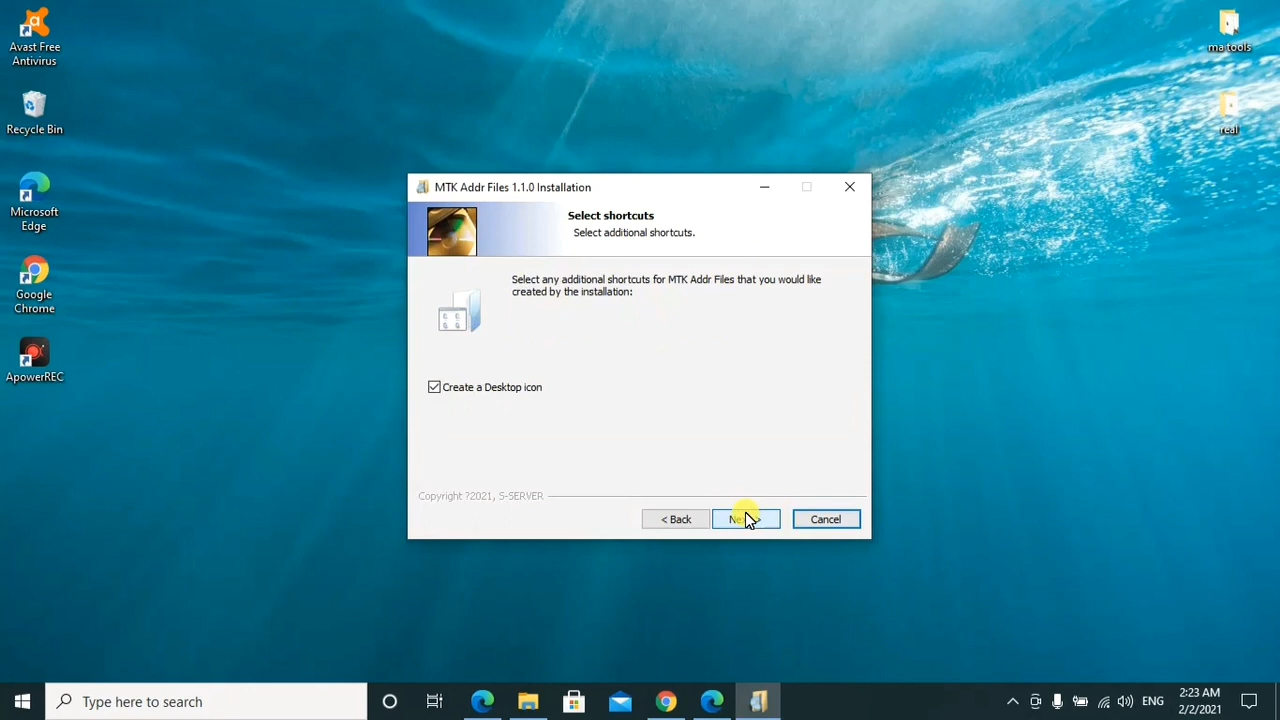 Avast Free
Antivirus
Recycle Bin
Microsoft
Edge
Google
Chrome
ApowerREC
ma tools
real
MTK Addr Files 1.1.0 Installation
Select shortcuts
Select additional shortcuts.
Select any additional shortcuts for MTK Addr Files that you would like
created by the installation:
Create a Desktop icon
Copyright ?2021, S-SERVER
< Back
Cancel
Type here to search
ENG
2:23 AM
2/2/2021